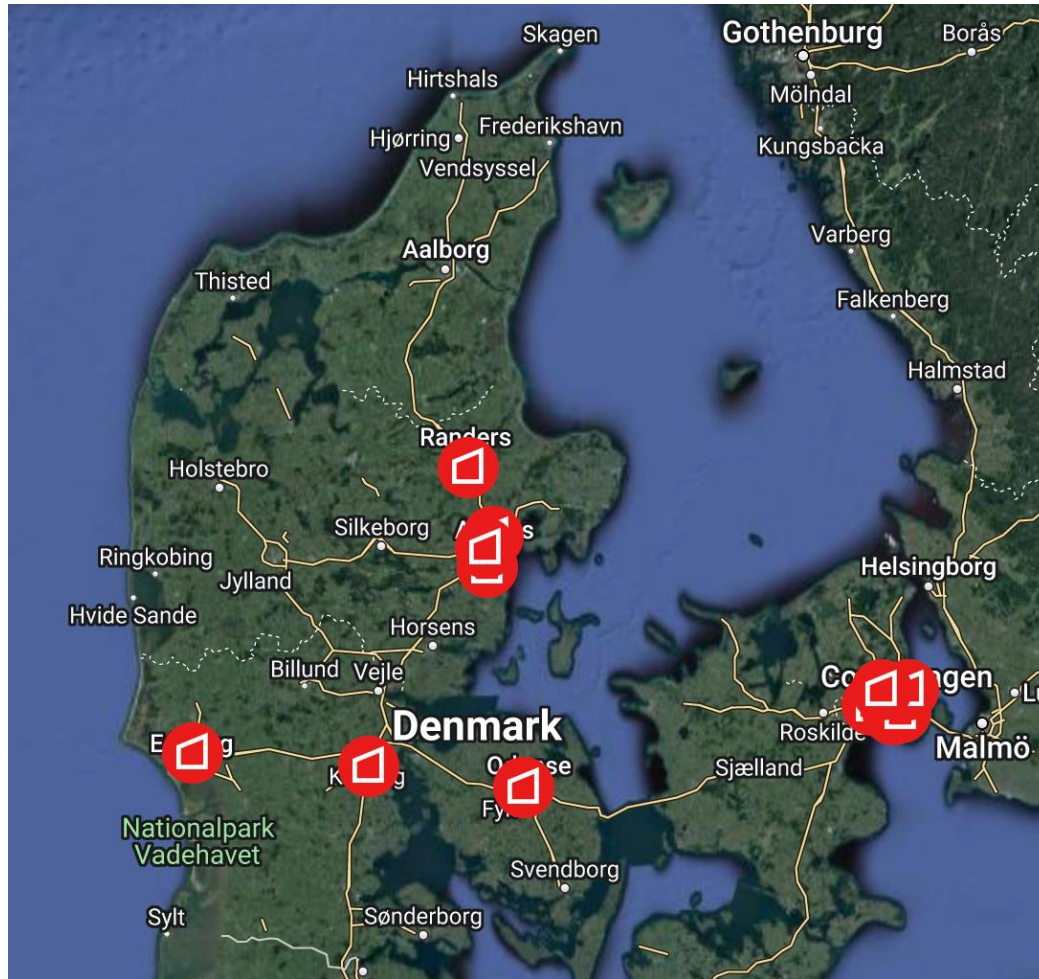 Skagen
Gothenburg
Borås
Hirtshals
Mölndal
Hjørring
Frederikshavn
Kungsbacka
Vendsyssel
Varberg
Aalborg
Thisted
Falkenberg
Halmstad
Randers
Holstebro
Silkeborg
Ringkobing
Jylland
Helsingborg
Hvide Sande
Horsens
Billund
Vejle
Denmark
Roskilde
Malmö
Sjælland
Nationalpark
Vadehavet
Svendborg
Sylt
Sønderborg